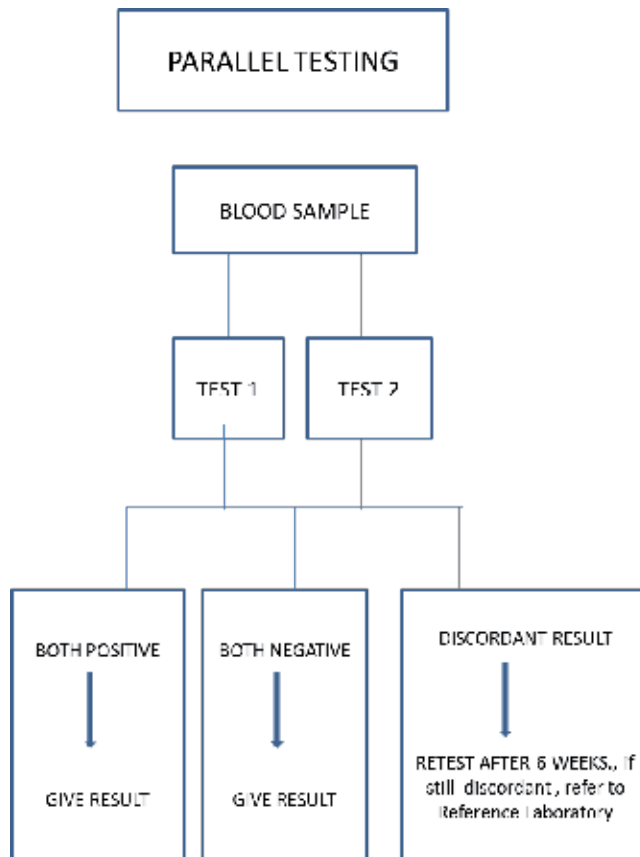 PARALLEL TESTING
BLOOD SAMPLE
TEST 1
TEST 2
BOTH POSITIVE
GIVE RESULT
BOTH NEGATIVE
GIVE RESULT
DISCORDANT RESULT
RETEST AFTER 6 WEEKS., if
still discordant , refer to
Reference Laboratory